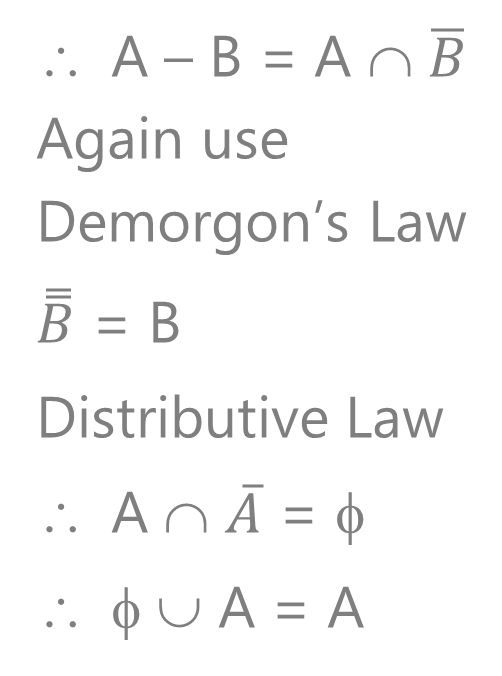 ∴ A – B = A ∩ B̅
Again use
Demorgon’s Law
B̿ = B
Distributive Law
∴ A ∩ A̅ = ϕ
∴ ϕ ∪ A = A